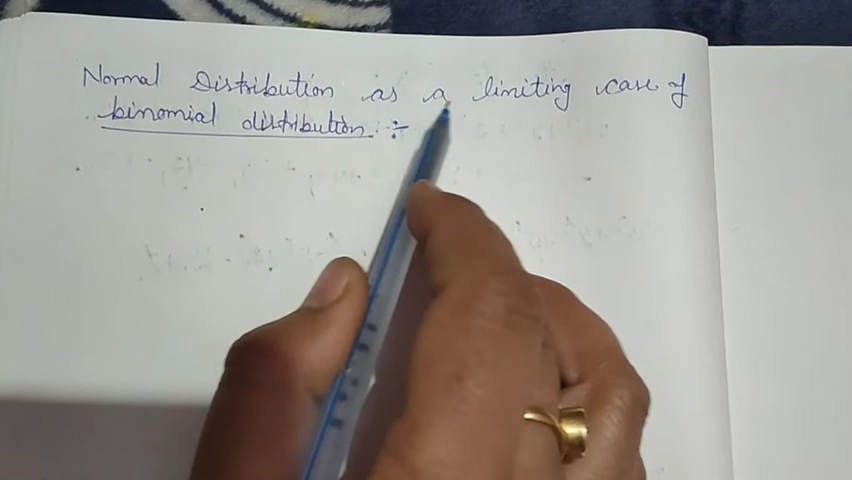 Normal Distribution as a limiting case of
binomial distribution :-